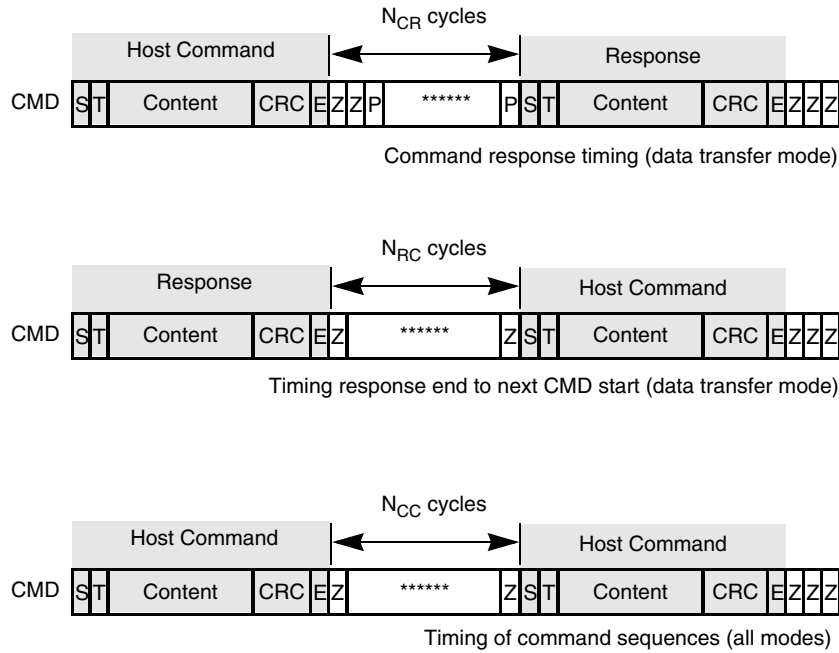 N_CR cycles
Host Command Response
CMD S T Content CRC E Z Z P ****** P S T Content CRC E Z Z Z
Command response timing (data transfer mode)
N_RC cycles
Response Host Command
CMD S T Content CRC E Z ****** Z S T Content CRC E Z Z Z
Timing response end to next CMD start (data transfer mode)
N_CC cycles
Host Command Host Command
CMD S T Content CRC E Z ****** Z S T Content CRC E Z Z Z
Timing of command sequences (all modes)